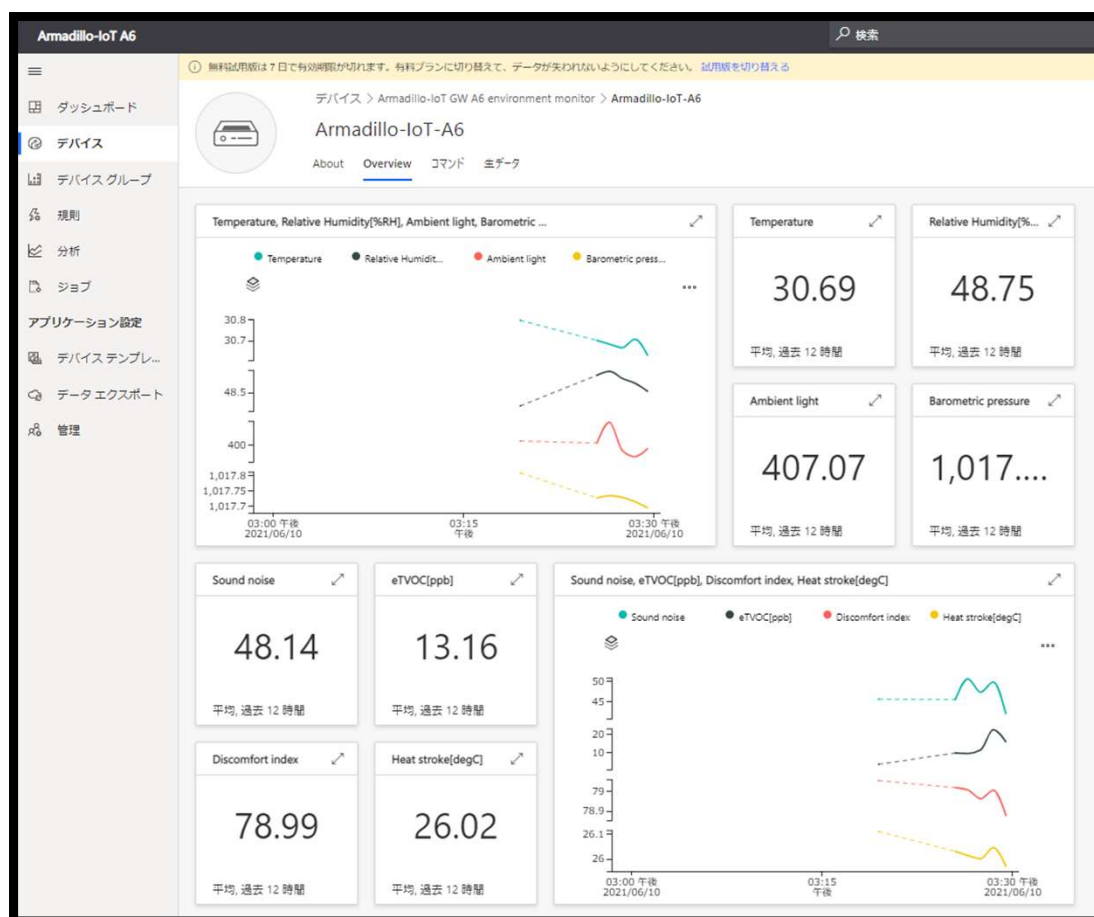 Armadillo-IoT A6
検索
無料試用版は 7 日で有効期限が切れます。有料プランに切り替えて、データが失われないようにしてください。 試用版を切り替える
ダッシュボード
デバイス
デバイス グループ
規則
分析
ジョブ
アプリケーション設定
デバイス テンプレ...
データ エクスポート
管理
デバイス > Armadillo-IoT GW A6 environment monitor > Armadillo-IoT-A6
Armadillo-IoT-A6
About Overview コマンド 生データ
Temperature, Relative Humidity[%RH], Ambient light, Barometric ...
Temperature Relative Humidit... Ambient light Barometric press...
30.8
30.7
48.5
400
1,017.8
1,017.75
1,017.7
03:00 午後 03:15 03:30 午後
2021/06/10 午後 2021/06/10
Temperature
30.69
平均, 過去 12 時間
Relative Humidity[%...
48.75
平均, 過去 12 時間
Ambient light
407.07
平均, 過去 12 時間
Barometric pressure
1,017....
平均, 過去 12 時間
Sound noise
48.14
平均, 過去 12 時間
eTVOC[ppb]
13.16
平均, 過去 12 時間
Discomfort index
78.99
平均, 過去 12 時間
Heat stroke[degC]
26.02
平均, 過去 12 時間
Sound noise, eTVOC[ppb], Discomfort index, Heat stroke[degC]
Sound noise eTVOC[ppb] Discomfort index Heat stroke[degC]
50
45
20
10
79
78.9
26.1
26
03:00 午後 03:15 03:30 午後
2021/06/10 午後 2021/06/10